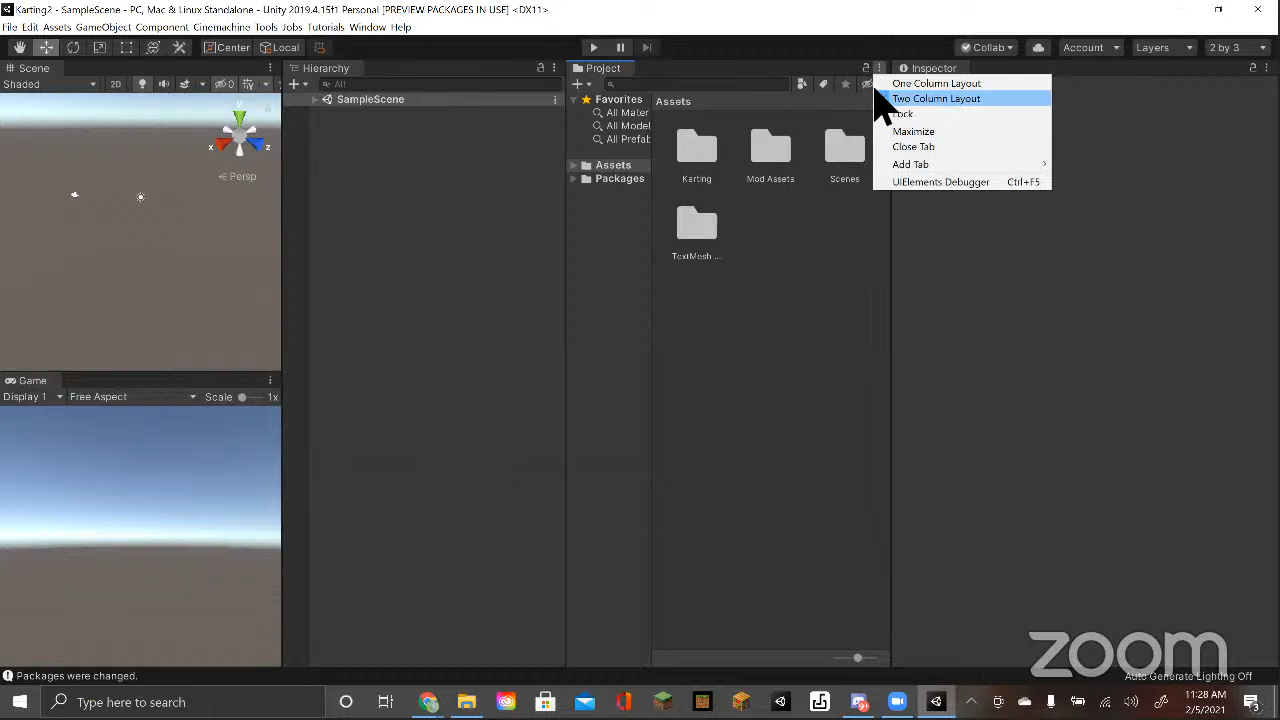 Karting2 - SampleScene - PC, Mac & Linux Standalone - Unity 2019.4.15f1 Personal [PREVIEW PACKAGES IN USE] <DX11>
File Edit Assets GameObject Component Cinemachine Tools Jobs Tutorials Window Help
Center Local Collab Account Layers 2 by 3
Scene
Shaded 2D 0
y
x z
Persp
Game
Display 1 Free Aspect Scale 1x
Hierarchy
All
SampleScene
Project
Favorites
All Mater
All Model
All Prefab
Assets
Packages
Assets
Karting Mod Assets Scenes
TextMesh ...
Inspector
One Column Layout
Two Column Layout
Lock
Maximize
Close Tab
Add Tab
UIElements Debugger Ctrl+F5
zoom
Packages were changed.
Auto Generate Lighting Off
Type here to search
11:28 AM
2/5/2021
3